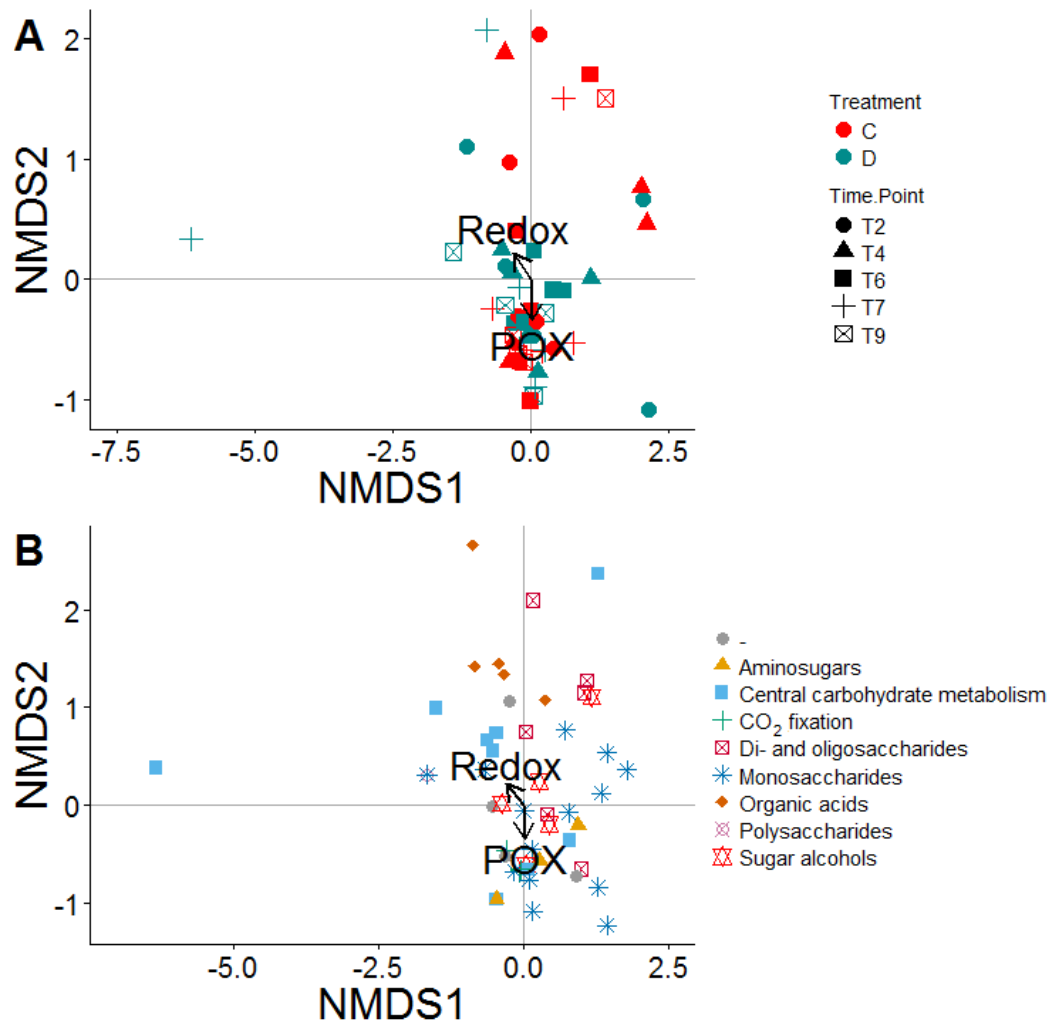 A
NMDS2
2
1
0
-1
Redox
POX
-7.5
-5.0
-2.5
0.0
2.5
NMDS1
Treatment
C
D
Time.Point
T2
T4
T6
T7
T9
B
NMDS2
2
1
0
-1
Redox
POX
-5.0
-2.5
0.0
2.5
NMDS1
-
Aminosugars
Central carbohydrate metabolism
CO2 fixation
Di- and oligosaccharides
Monosaccharides
Organic acids
Polysaccharides
Sugar alcohols